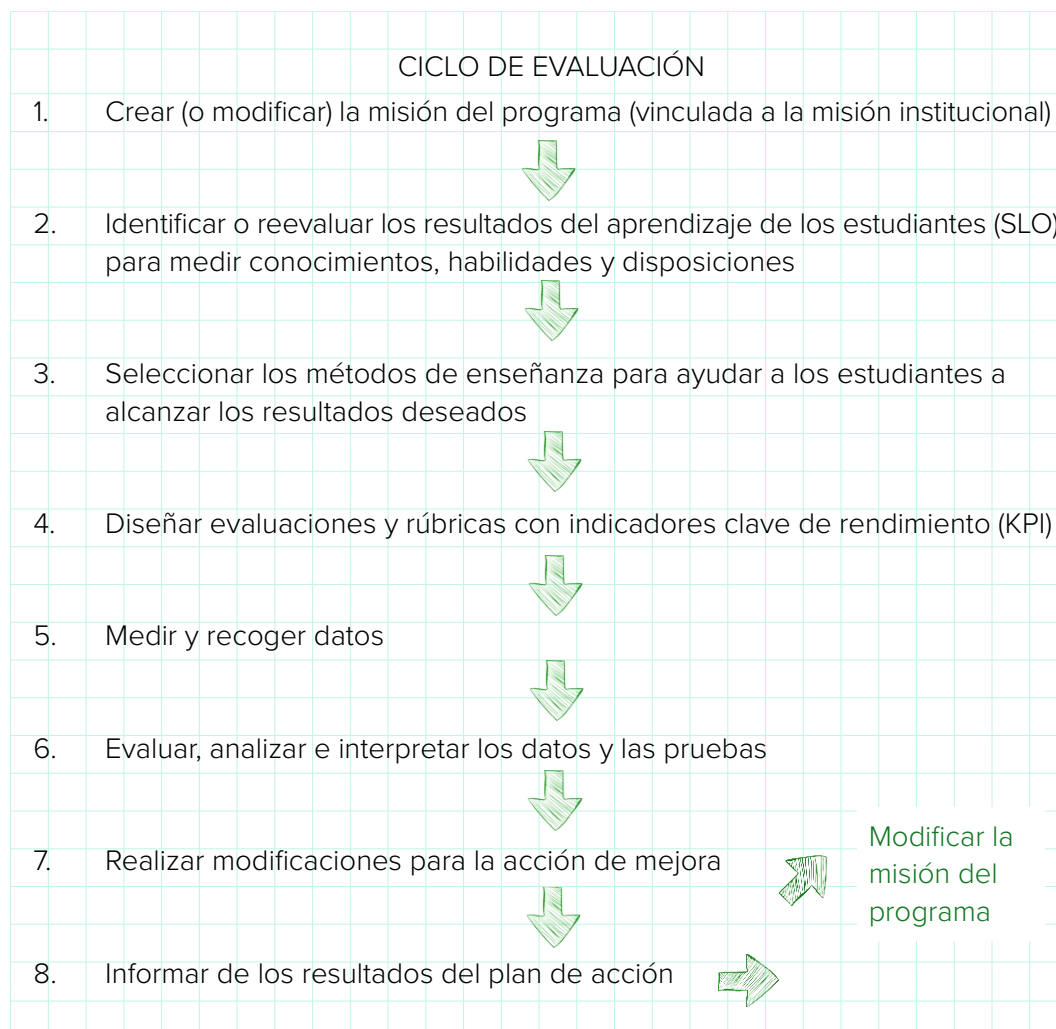 CICLO DE EVALUACIÓN
1. Crear (o modificar) la misión del programa (vinculada a la misión institucional)
2. Identificar o reevaluar los resultados del aprendizaje de los estudiantes (SLO)
para medir conocimientos, habilidades y disposiciones
3. Seleccionar los métodos de enseñanza para ayudar a los estudiantes a
alcanzar los resultados deseados
4. Diseñar evaluaciones y rúbricas con indicadores clave de rendimiento (KPI)
5. Medir y recoger datos
6. Evaluar, analizar e interpretar los datos y las pruebas
7. Realizar modificaciones para la acción de mejora
Modificar la
misión del
programa
8. Informar de los resultados del plan de acción